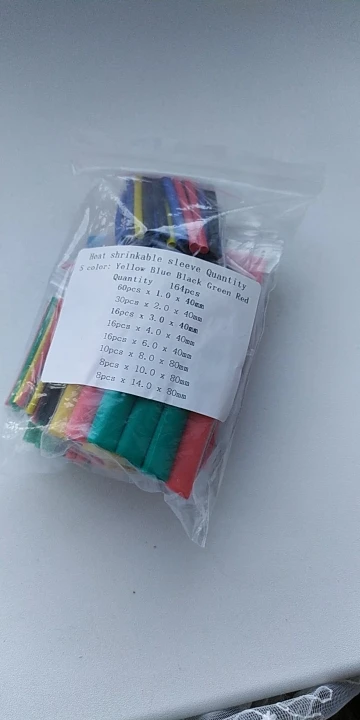 Heat shrinkable sleeve Quantity
5 color: Yellow Blue Black Green Red
Quantity 164pcs
60pcs x 1.0 x 40mm
30pcs x 2.0 x 40mm
16pcs x 3.0 x 40mm
16pcs x 4.0 x 40mm
16pcs x 6.0 x 40mm
10pcs x 8.0 x 80mm
8pcs x 10.0 x 80mm
8pcs x 14.0 x 80mm